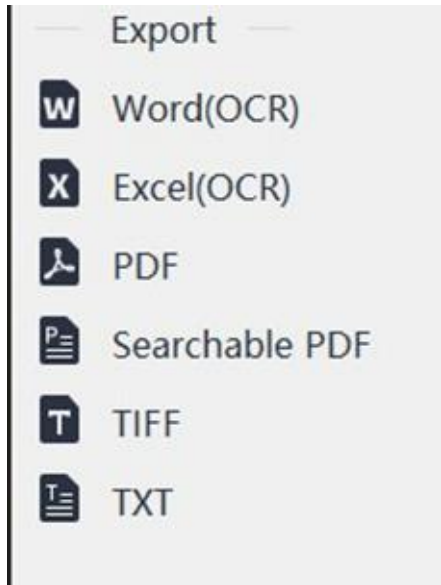 Export
Word(OCR)
Excel(OCR)
PDF
Searchable PDF
TIFF
TXT